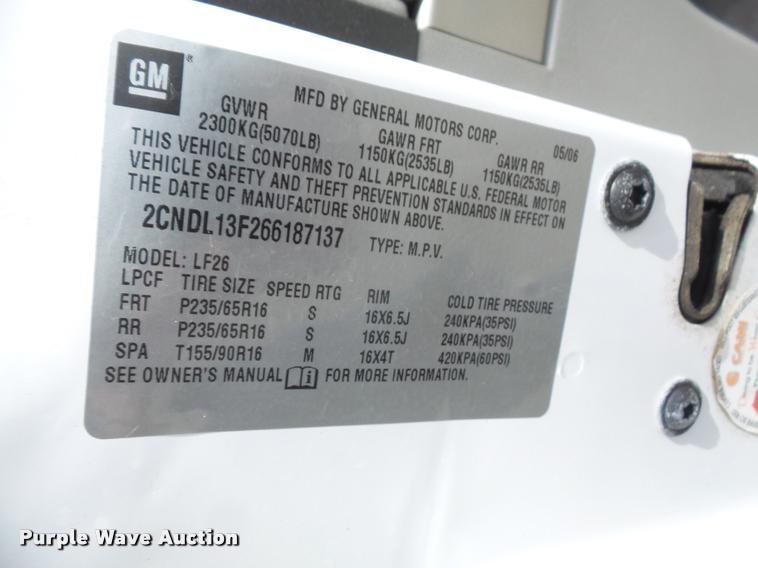 GM
®
MFD BY GENERAL MOTORS CORP. 05/06
GVWR GAWR FRT GAWR RR
2300KG(5070LB) 1150KG(2535LB) 1150KG(2535LB)
THIS VEHICLE CONFORMS TO ALL APPLICABLE U.S. FEDERAL MOTOR
VEHICLE SAFETY AND THEFT PREVENTION STANDARDS IN EFFECT ON
THE DATE OF MANUFACTURE SHOWN ABOVE.
2CNDL13F266187137 TYPE: M.P.V.
MODEL: LF26
LPCF TIRE SIZE SPEED RTG RIM COLD TIRE PRESSURE
FRT P235/65R16 S 16X6.5J 240KPA(35PSI)
RR P235/65R16 S 16X6.5J 240KPA(35PSI)
SPA T155/90R16 M 16X4T 420KPA(60PSI)
SEE OWNER'S MANUAL i FOR MORE INFORMATION.
Purple Wave Auction